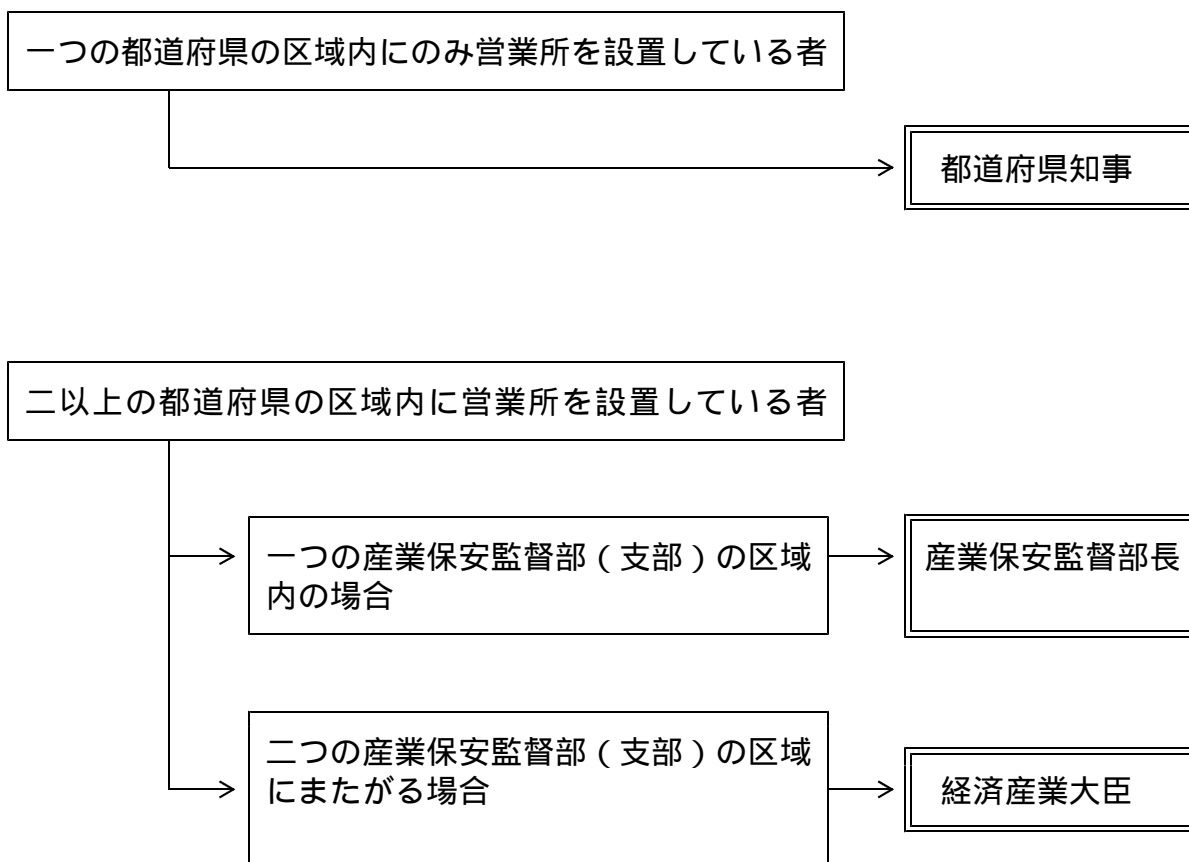 一つの都道府県の区域内にのみ営業所を設置している者
都道府県知事
二以上の都道府県の区域内に営業所を設置している者
一つの産業保安監督部（支部）の区域
内の場合
産業保安監督部長
二つの産業保安監督部（支部）の区域
にまたがる場合
経済産業大臣